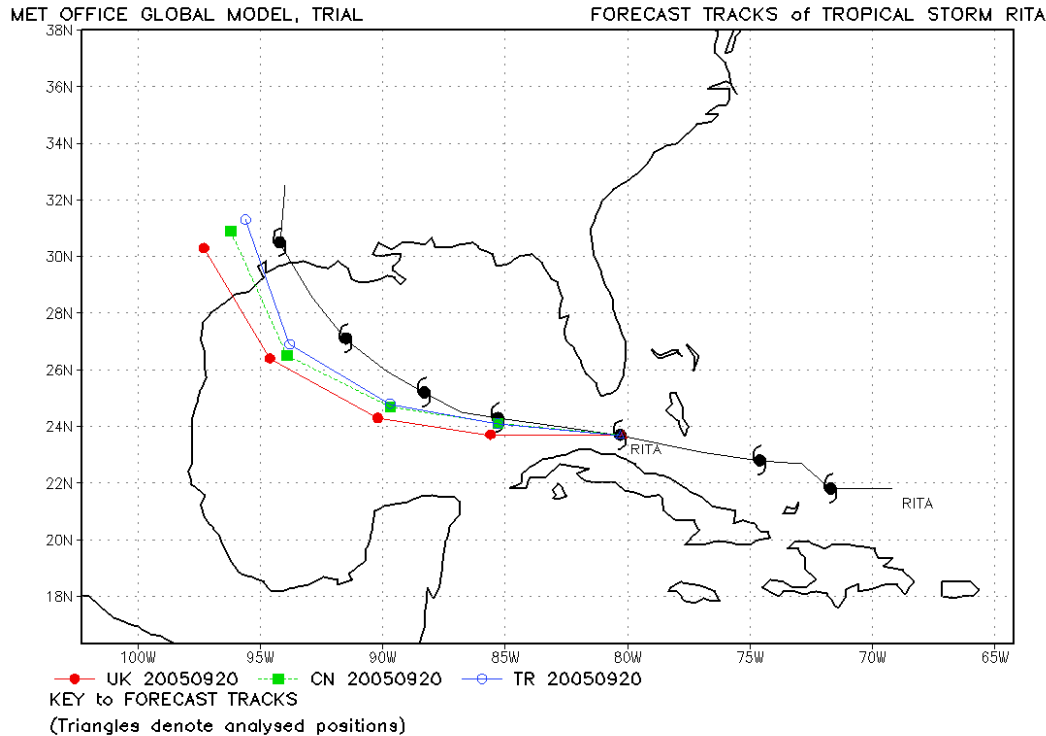 MET OFFICE GLOBAL MODEL, TRIAL
FORECAST TRACKS of TROPICAL STORM RITA
38N
36N
34N
32N
30N
28N
26N
24N
22N
20N
18N
RITA
RITA
100W 95W 90W 85W 80W 75W 70W 65W
UK 20050920 CN 20050920 TR 20050920
KEY to FORECAST TRACKS
(Triangles denote analysed positions)